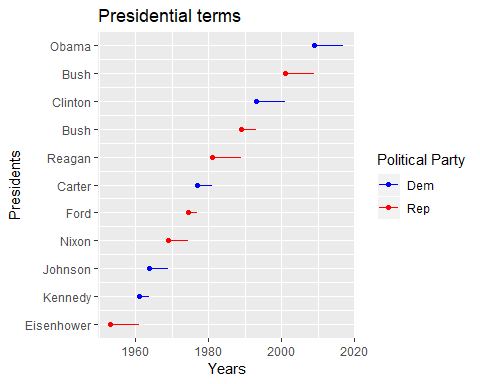 Presidential terms
Obama
Bush
Clinton
Bush
Reagan
Carter
Ford
Nixon
Johnson
Kennedy
Eisenhower
Presidents
1960 1980 2000 2020
Years
Political Party
Dem
Rep